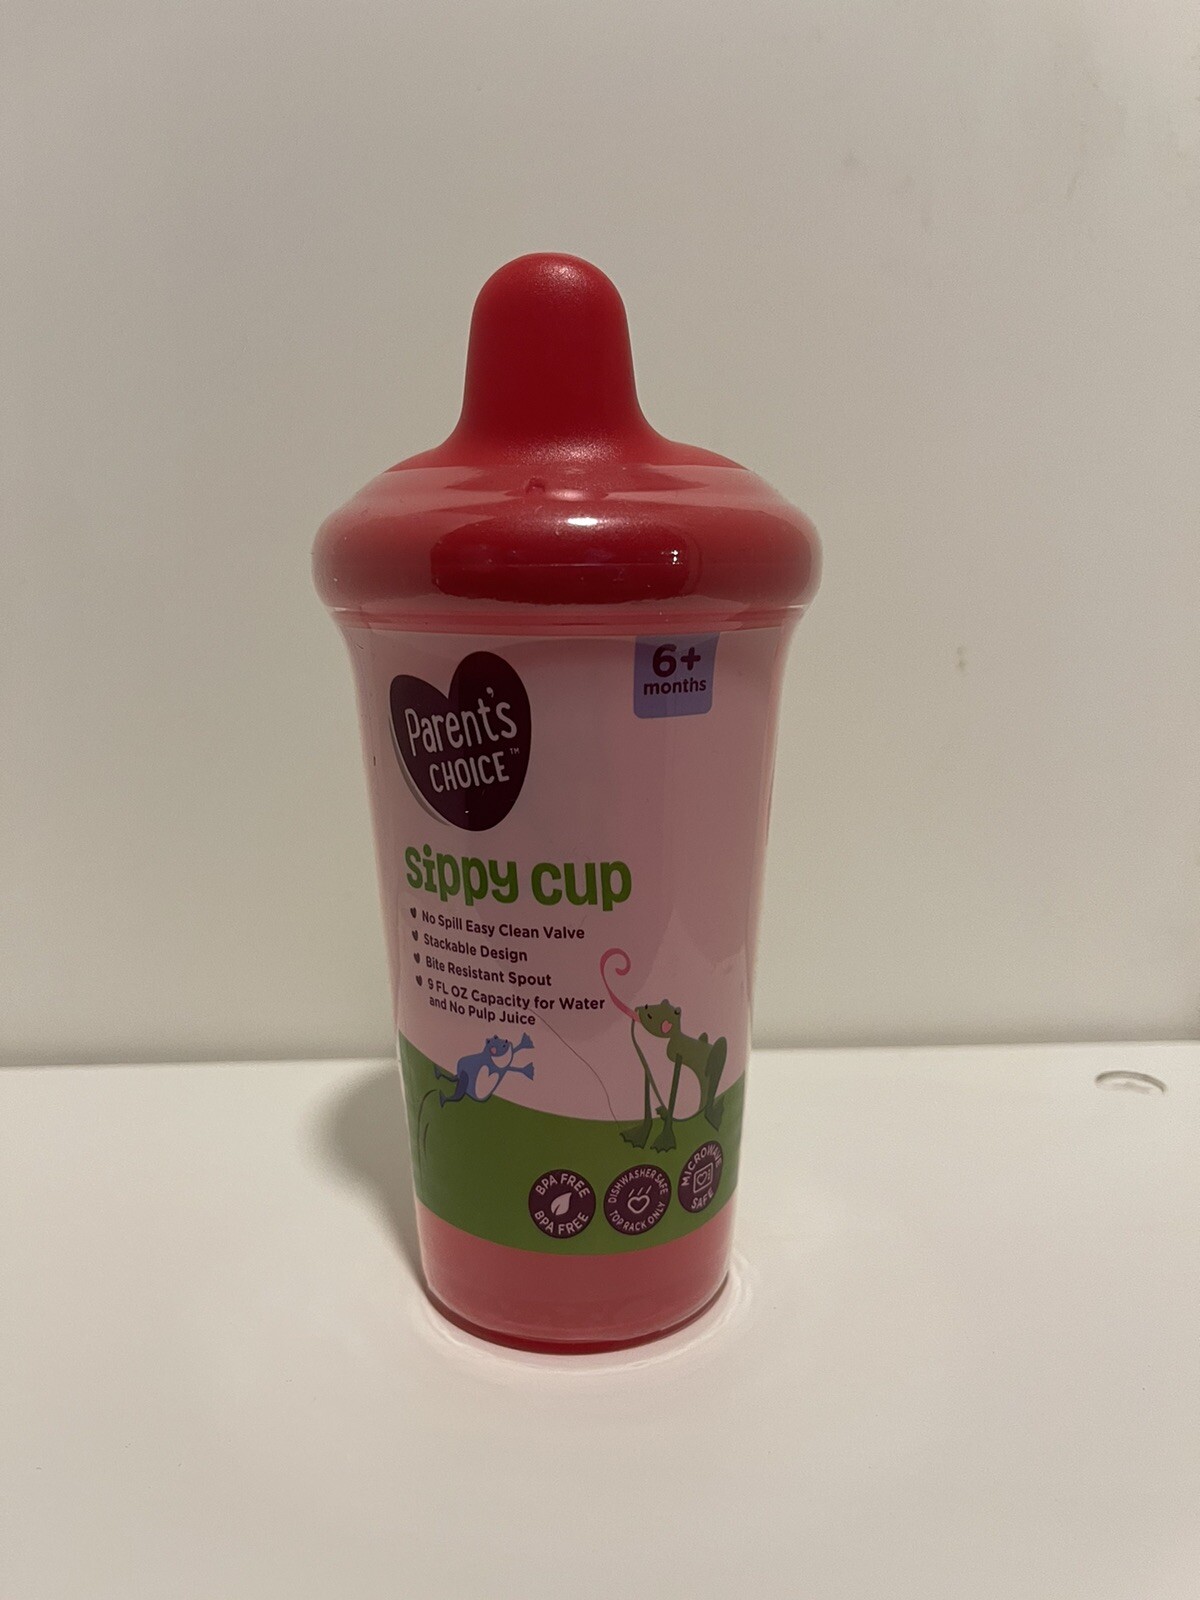 6+
months
Parent's
CHOICE™
sippy cup
No Spill Easy Clean Valve
Stackable Design
Bite Resistant Spout
9 FL OZ Capacity for Water
and No Pulp Juice
BPA FREE
BPA FREE
DISHWASHER SAFE
TOP RACK ONLY
MICROWAVE
SAFE